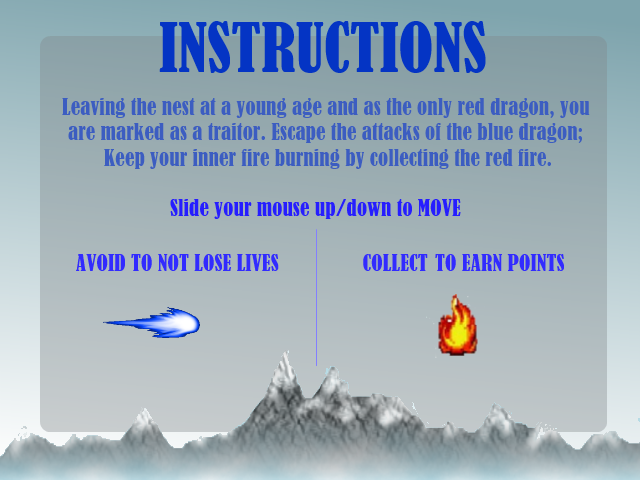 INSTRUCTIONS
Leaving the nest at a young age and as the only red dragon, you
are marked as a traitor. Escape the attacks of the blue dragon;
Keep your inner fire burning by collecting the red fire.
Slide your mouse up/down to MOVE
AVOID TO NOT LOSE LIVES
COLLECT TO EARN POINTS